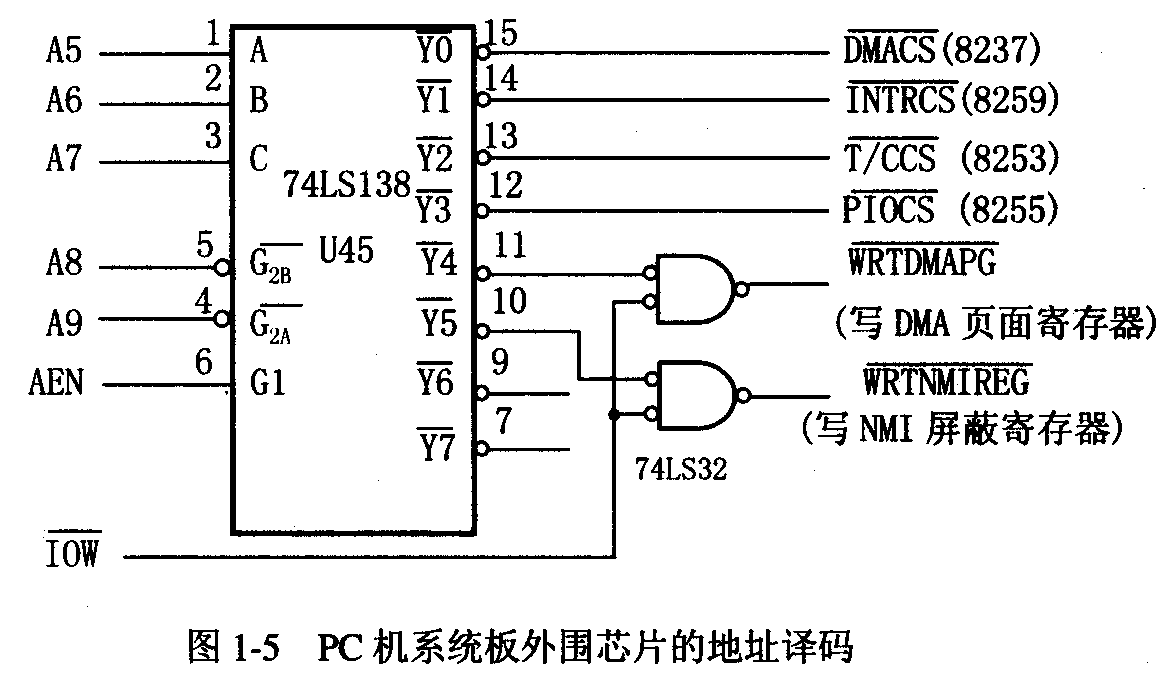 A5 1 A Y0 15 DMACS (8237)
A6 2 B Y1 14 INTRCS (8259)
A7 3 C Y2 13 T/CCS (8253)
74LS138 Y3 12 PIOCS (8255)
A8 5 G2B U45 Y4 11 WRTDMAPG
A9 4 G2A Y5 10 (写 DMA 页面寄存器)
AEN 6 G1 Y6 9 WRTNMIREG
Y7 7 (写 NMI 屏蔽寄存器)
74LS32
IOW
图 1-5 PC 机系统板外围芯片的地址译码